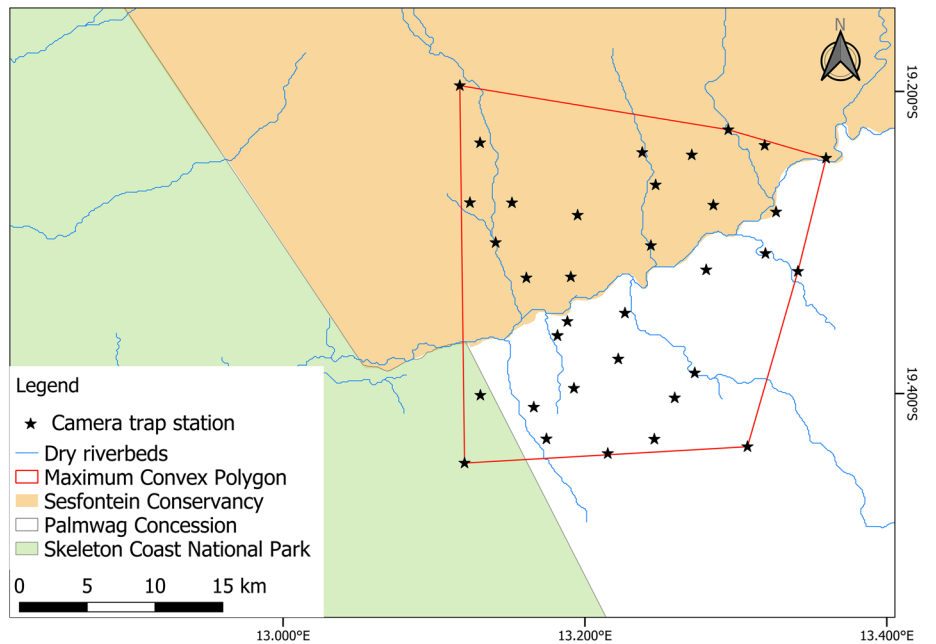 N
19.200°S
19.400°S
Legend
Camera trap station
Dry riverbeds
Maximum Convex Polygon
Sesfontein Conservancy
Palmwag Concession
Skeleton Coast National Park
0 5 10 15 km
13.000°E 13.200°E 13.400°E